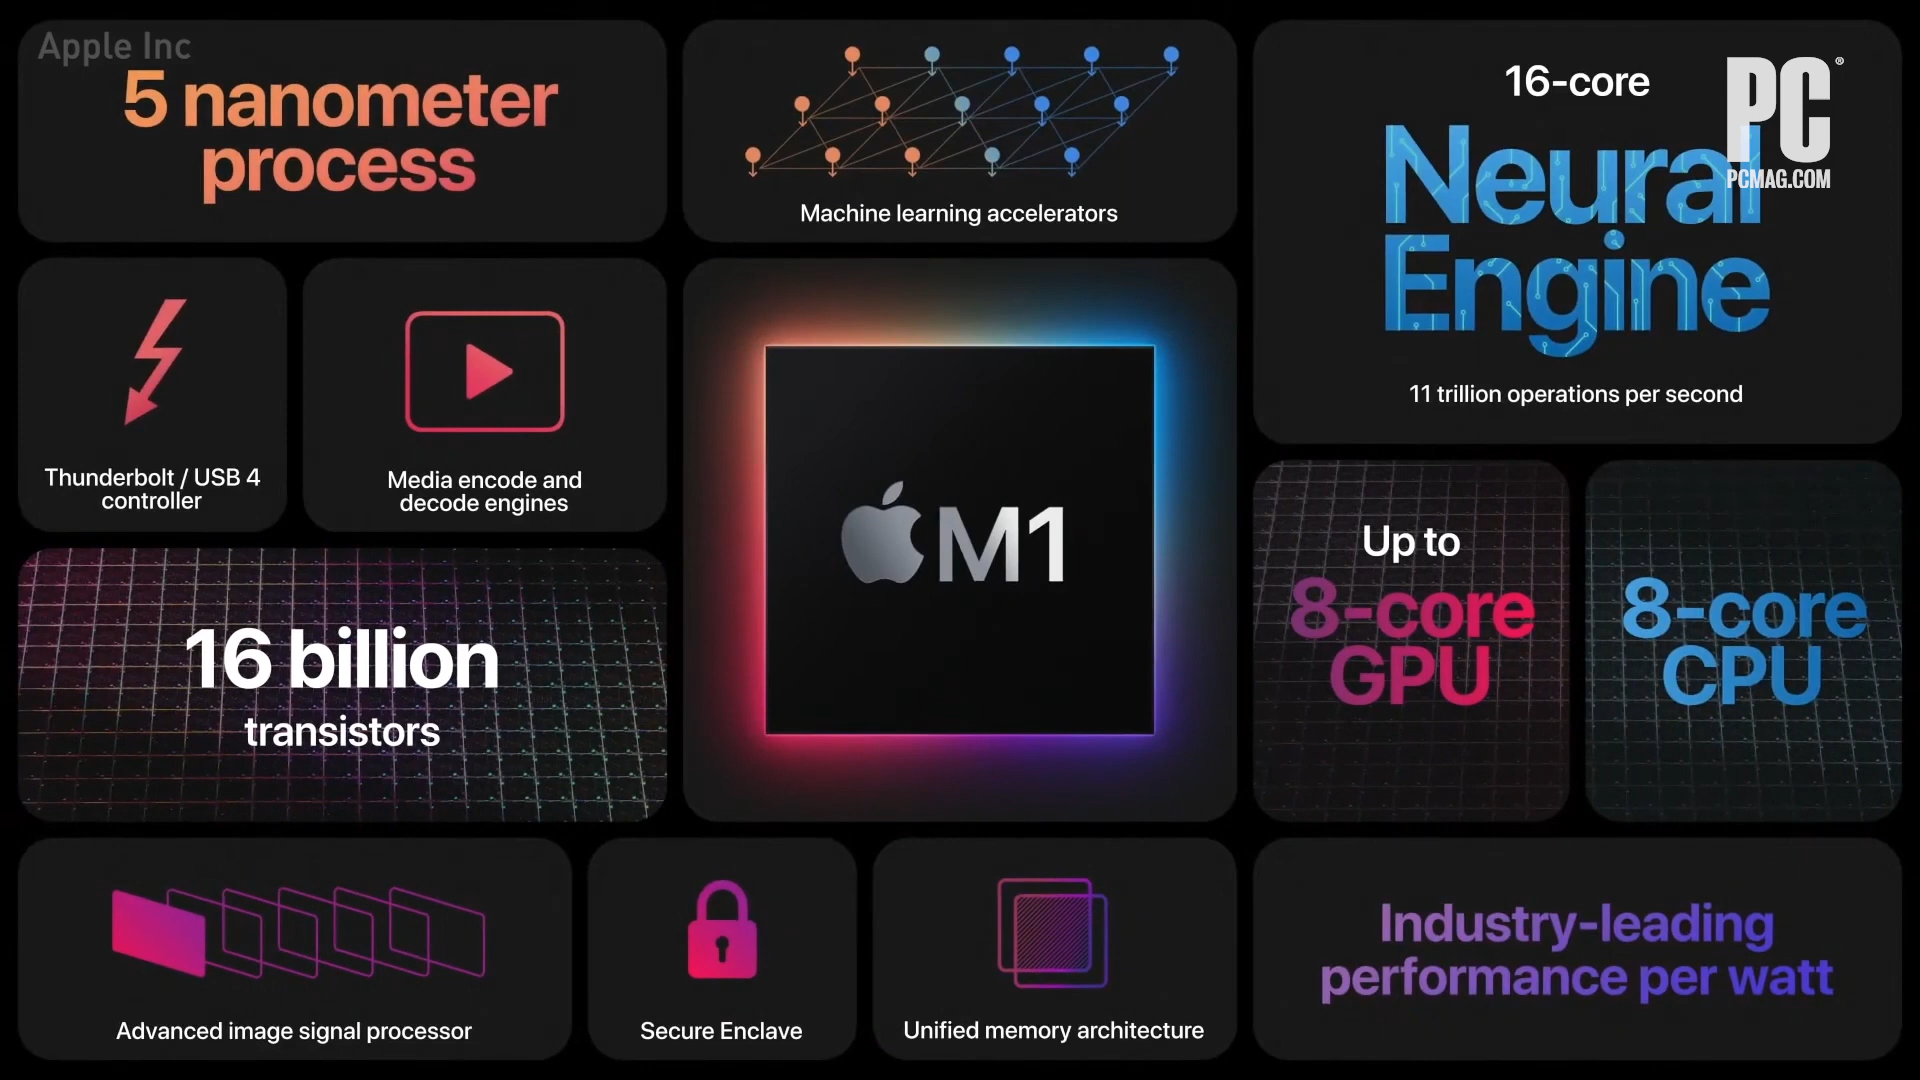 Apple Inc
5 nanometer
process
Machine learning accelerators
16-core
Neural
Engine
11 trillion operations per second
PC®
PCMAG.COM
Thunderbolt / USB 4
controller
Media encode and
decode engines
M1
Up to
8-core
GPU
8-core
CPU
16 billion
transistors
Advanced image signal processor
Secure Enclave
Unified memory architecture
Industry-leading
performance per watt